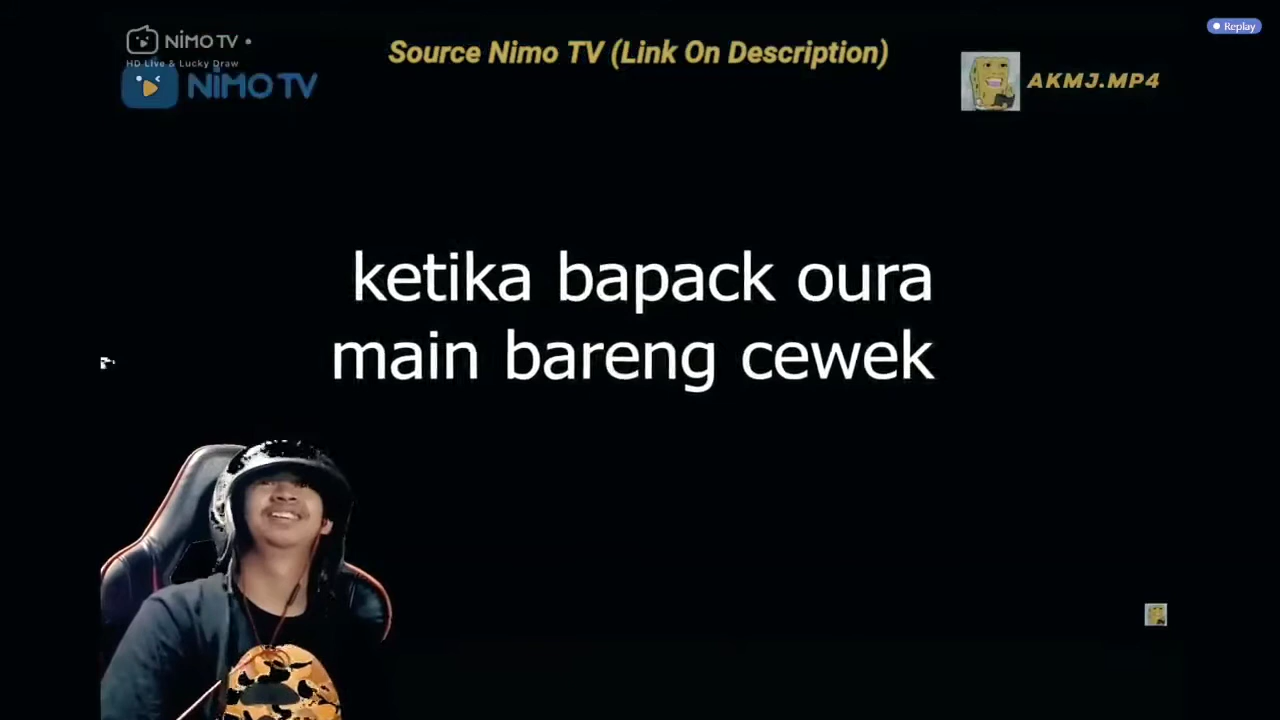 NIMO TV
HD Live & Lucky Draw
NIMO TV
Source Nimo TV (Link On Description)
AKMJ.MP4
Replay
ketika bapack oura
main bareng cewek